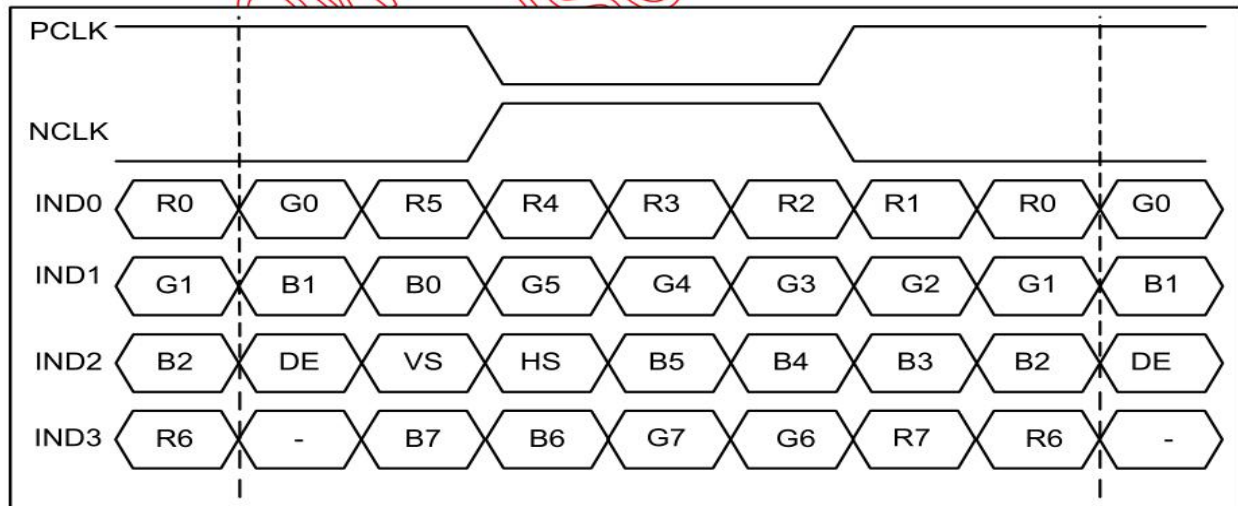 PCLK
NCLK
IND0 R0 G0 R5 R4 R3 R2 R1 R0 G0
IND1 G1 B1 B0 G5 G4 G3 G2 G1 B1
IND2 B2 DE VS HS B5 B4 B3 B2 DE
IND3 R6 - B7 B6 G7 G6 R7 R6 -